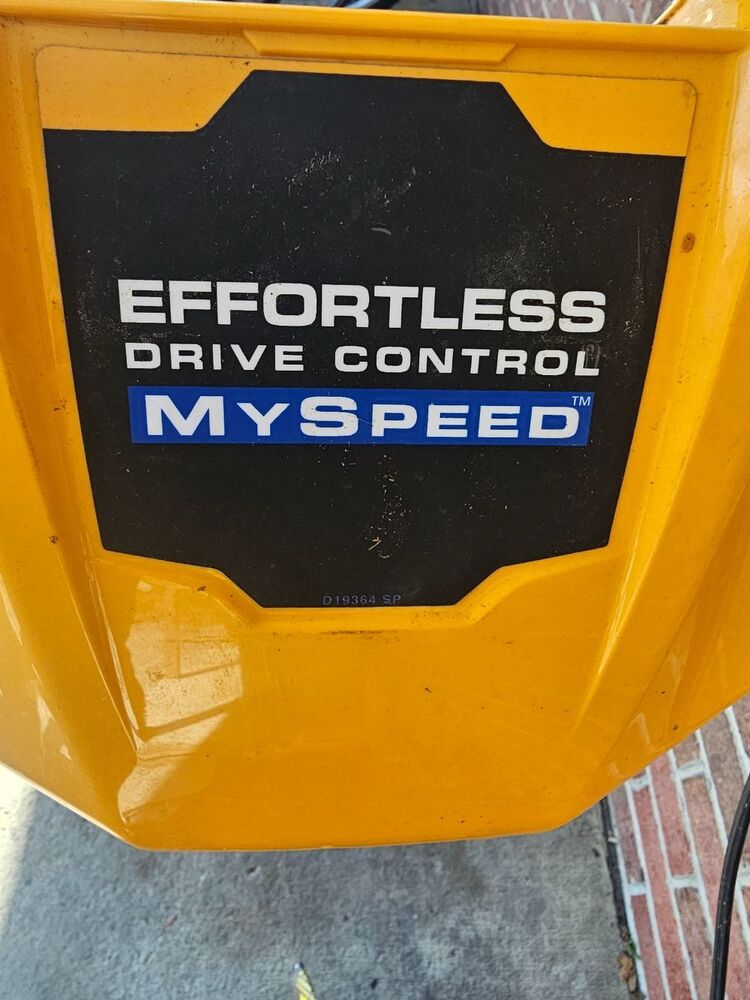 EFFORTLESS
DRIVE CONTROL
MYSPEED™
D19364 SP